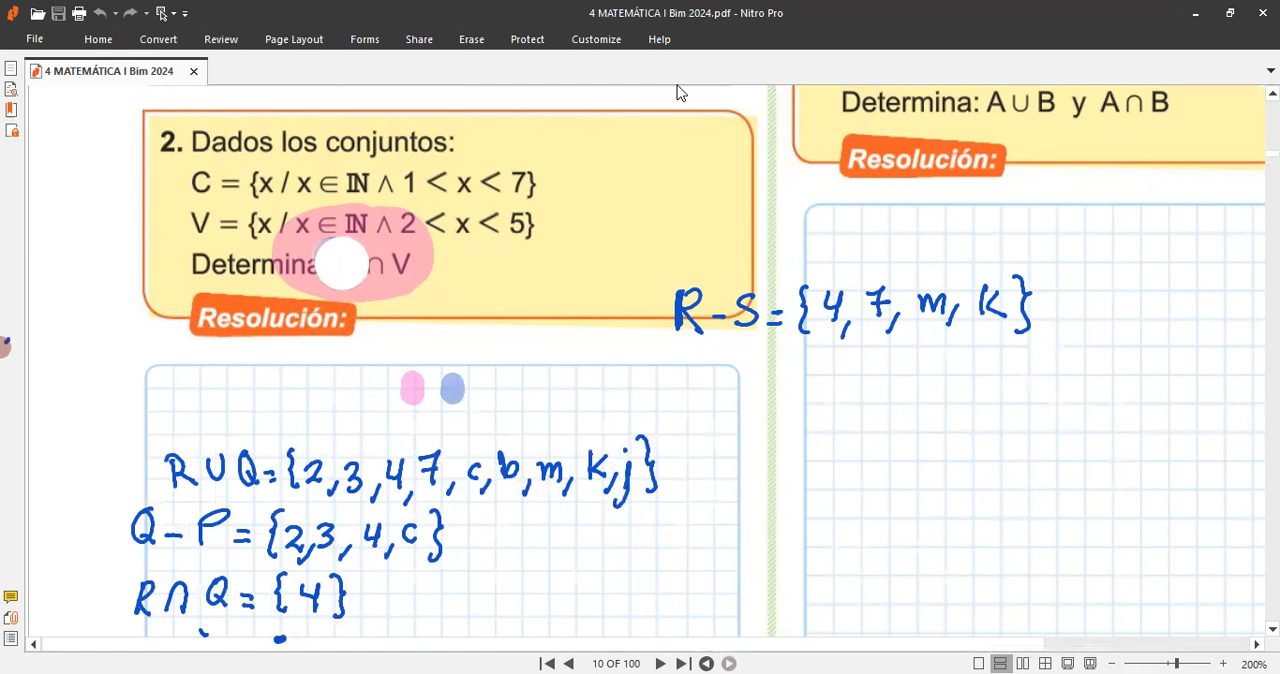 4 MATEMÁTICA I Bim 2024.pdf - Nitro Pro
File Home Convert Review Page Layout Forms Share Erase Protect Customize Help
4 MATEMÁTICA I Bim 2024
2. Dados los conjuntos:
C = {x / x ∈ ℕ ∧ 1 < x < 7}
V = {x / x ∈ ℕ ∧ 2 < x < 5}
Determina ∩ V
Resolución:
R ∪ Q = {2, 3, 4, 7, c, b, m, k, j}
Q - P = {2, 3, 4, c}
R ∩ Q = {4}
Determina: A ∪ B y A ∩ B
Resolución:
R - S = {4, 7, m, k}
10 OF 100
200%